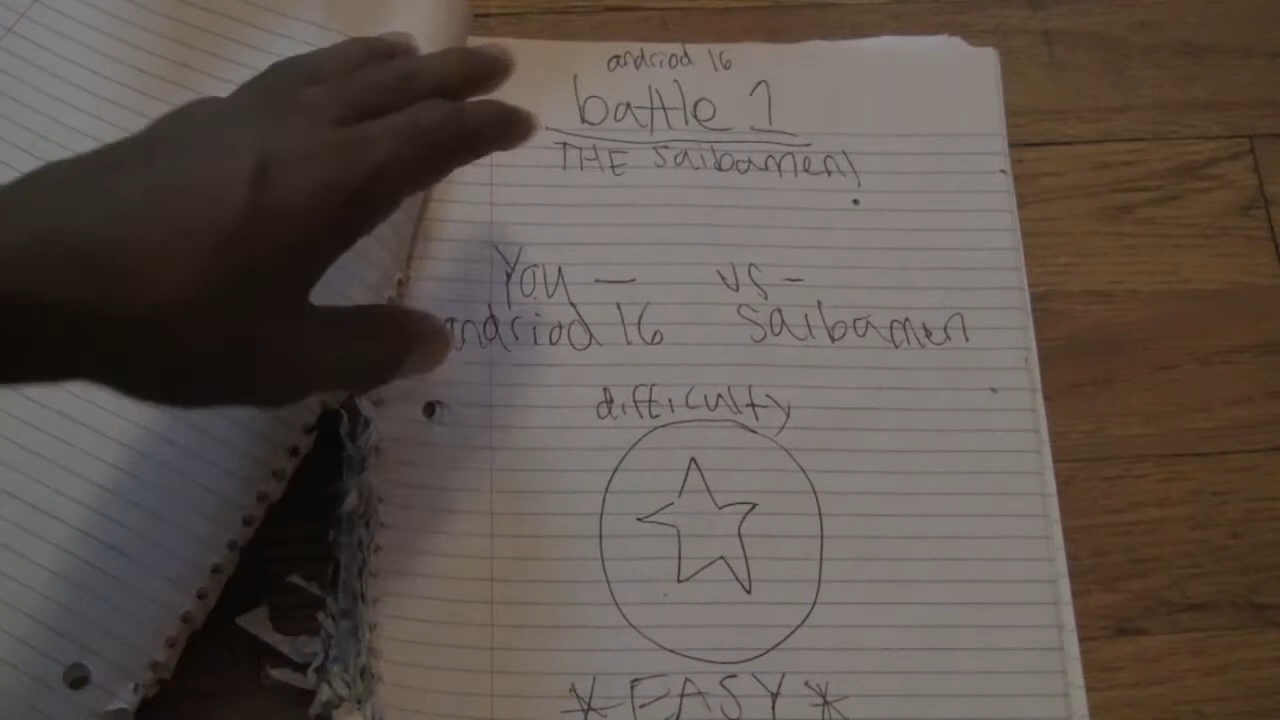 andriod 16
battle 1
THE Saibamen!
You — vs -
andriod 16 Saibamen
difficulty
*EASY*